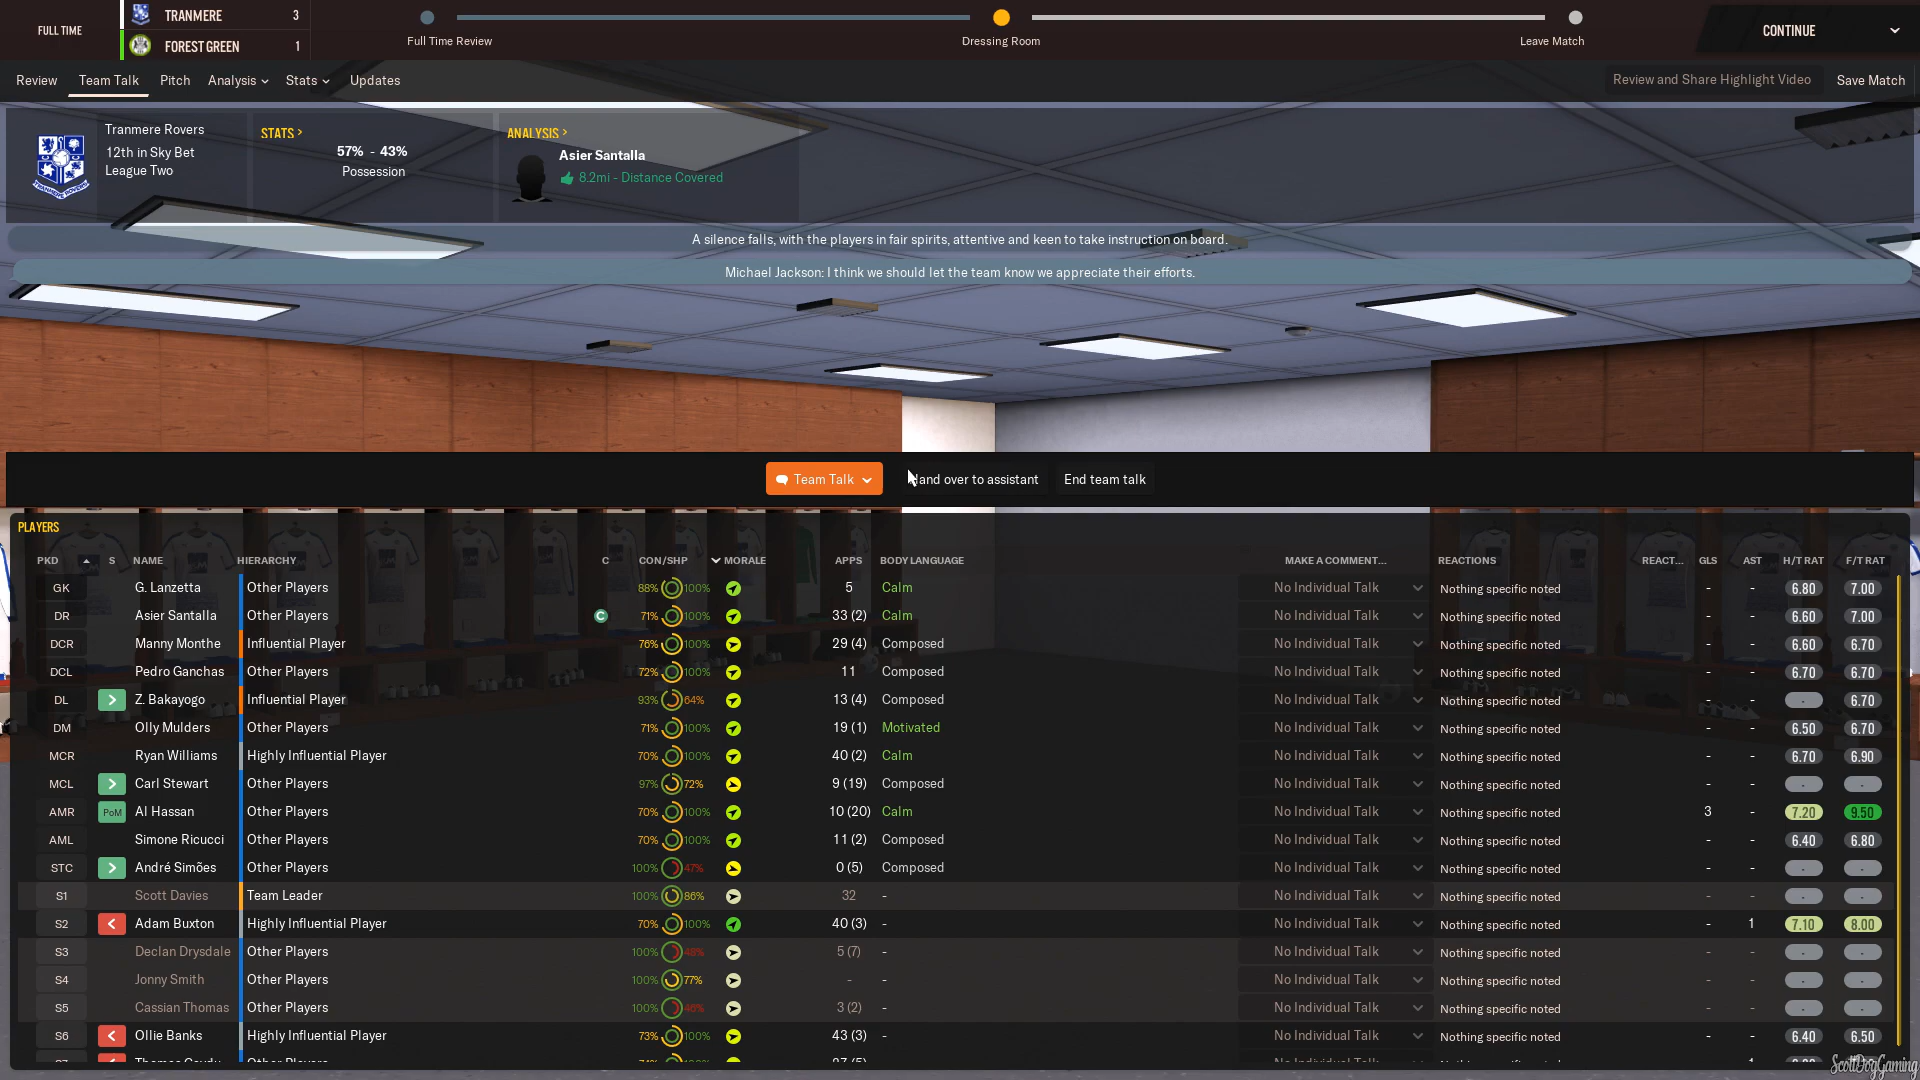 FULL TIME
TRANMERE 3
FOREST GREEN 1
Full Time Review
Dressing Room
Leave Match
CONTINUE
Review Team Talk Pitch Analysis Stats Updates
Review and Share Highlight Video Save Match
Tranmere Rovers
12th in Sky Bet
League Two
STATS >
57% - 43%
Possession
ANALYSIS >
Asier Santalla
8.2mi - Distance Covered
A silence falls, with the players in fair spirits, attentive and keen to take instruction on board.
Michael Jackson: I think we should let the team know we appreciate their efforts.
Team Talk and over to assistant End team talk
PLAYERS
PKD S NAME HIERARCHY C CON/SHP MORALE APPS BODY LANGUAGE MAKE A COMMENT... REACTIONS REACT... GLS AST H/T RAT F/T RAT
GK G. Lanzetta Other Players 88% 100% 5 Calm No Individual Talk Nothing specific noted - - 6.80 7.00
DR Asier Santalla Other Players C 71% 100% 33 (2) Calm No Individual Talk Nothing specific noted - - 6.60 7.00
DCR Manny Monthe Influential Player 76% 100% 29 (4) Composed No Individual Talk Nothing specific noted - - 6.60 6.70
DCL Pedro Ganchas Other Players 72% 100% 11 Composed No Individual Talk Nothing specific noted - - 6.70 6.70
DL Z. Bakayogo Influential Player 93% 64% 13 (4) Composed No Individual Talk Nothing specific noted - - - 6.70
DM Olly Mulders Other Players 71% 100% 19 (1) Motivated No Individual Talk Nothing specific noted - - 6.50 6.70
MCR Ryan Williams Highly Influential Player 70% 100% 40 (2) Calm No Individual Talk Nothing specific noted - - 6.70 6.90
MCL Carl Stewart Other Players 97% 72% 9 (19) Composed No Individual Talk Nothing specific noted - - - -
AMR PoM Al Hassan Other Players 70% 100% 10 (20) Calm No Individual Talk Nothing specific noted 3 - 7.20 9.50
AML Simone Ricucci Other Players 70% 100% 11 (2) Composed No Individual Talk Nothing specific noted - - 6.40 6.80
STC André Simões Other Players 100% 47% 0 (5) Composed No Individual Talk Nothing specific noted - - - -
S1 Scott Davies Team Leader 100% 86% 32 - No Individual Talk Nothing specific noted - - - -
S2 Adam Buxton Highly Influential Player 70% 100% 40 (3) - No Individual Talk Nothing specific noted - 1 7.10 8.00
S3 Declan Drysdale Other Players 100% 5 (7) - No Individual Talk Nothing specific noted - - - -
S4 Jonny Smith Other Players 100% 77% - - No Individual Talk Nothing specific noted - - - -
S5 Cassian Thomas Other Players 100% 46% 3 (2) - No Individual Talk Nothing specific noted - - - -
S6 Ollie Banks Highly Influential Player 73% 100% 43 (3) - No Individual Talk Nothing specific noted - - 6.40 6.50
ScottDogGaming